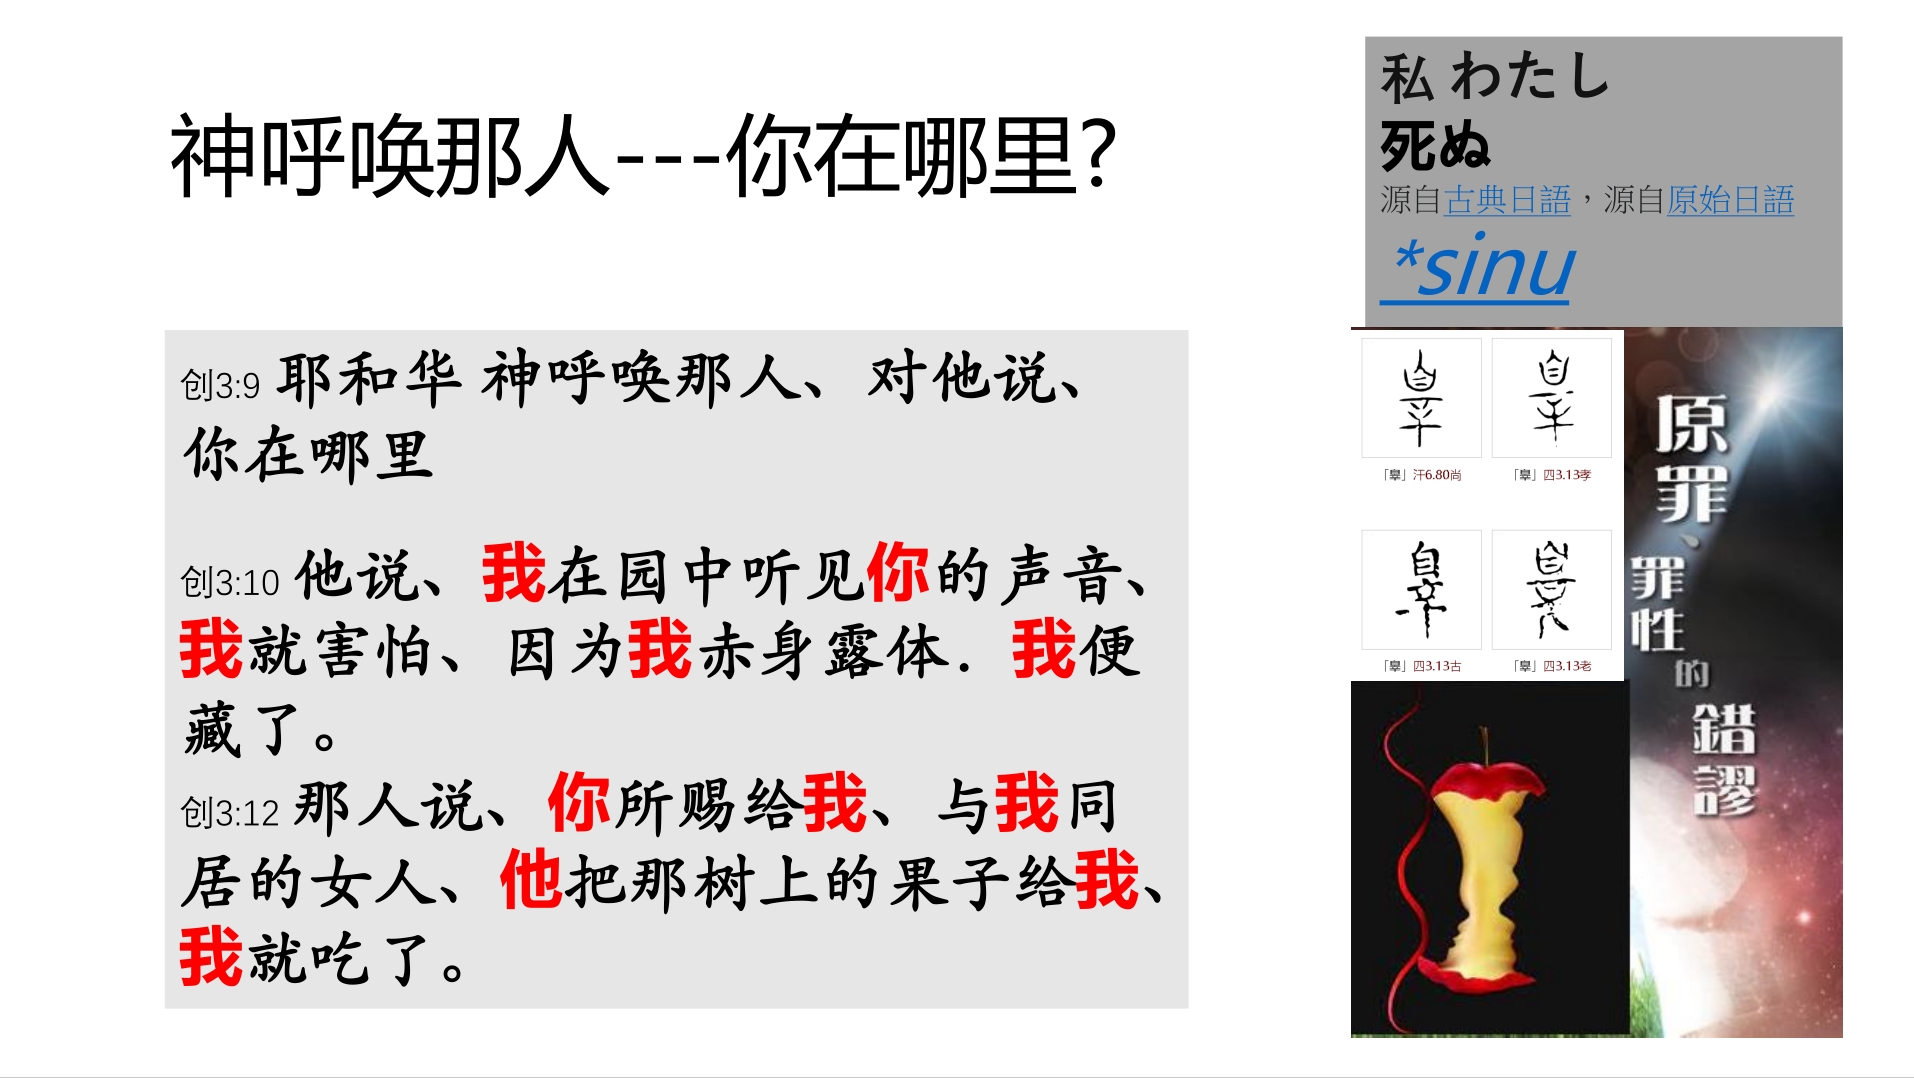 神呼唤那人---你在哪里?
创3:9 耶和华 神呼唤那人、对他说、
你在哪里
创3:10 他说、我在园中听见你的声音、
我就害怕、因为我赤身露体．我便
藏了。
创3:12 那人说、你所赐给我、与我同
居的女人、他把那树上的果子给我、
我就吃了。
私 わたし
死ぬ
源自古典日語，源自原始日語
*sinu
「辠」汗6.80尚
「辠」四3.13孝
「辠」四3.13古
「辠」四3.13老
原罪、
罪性
的
錯謬